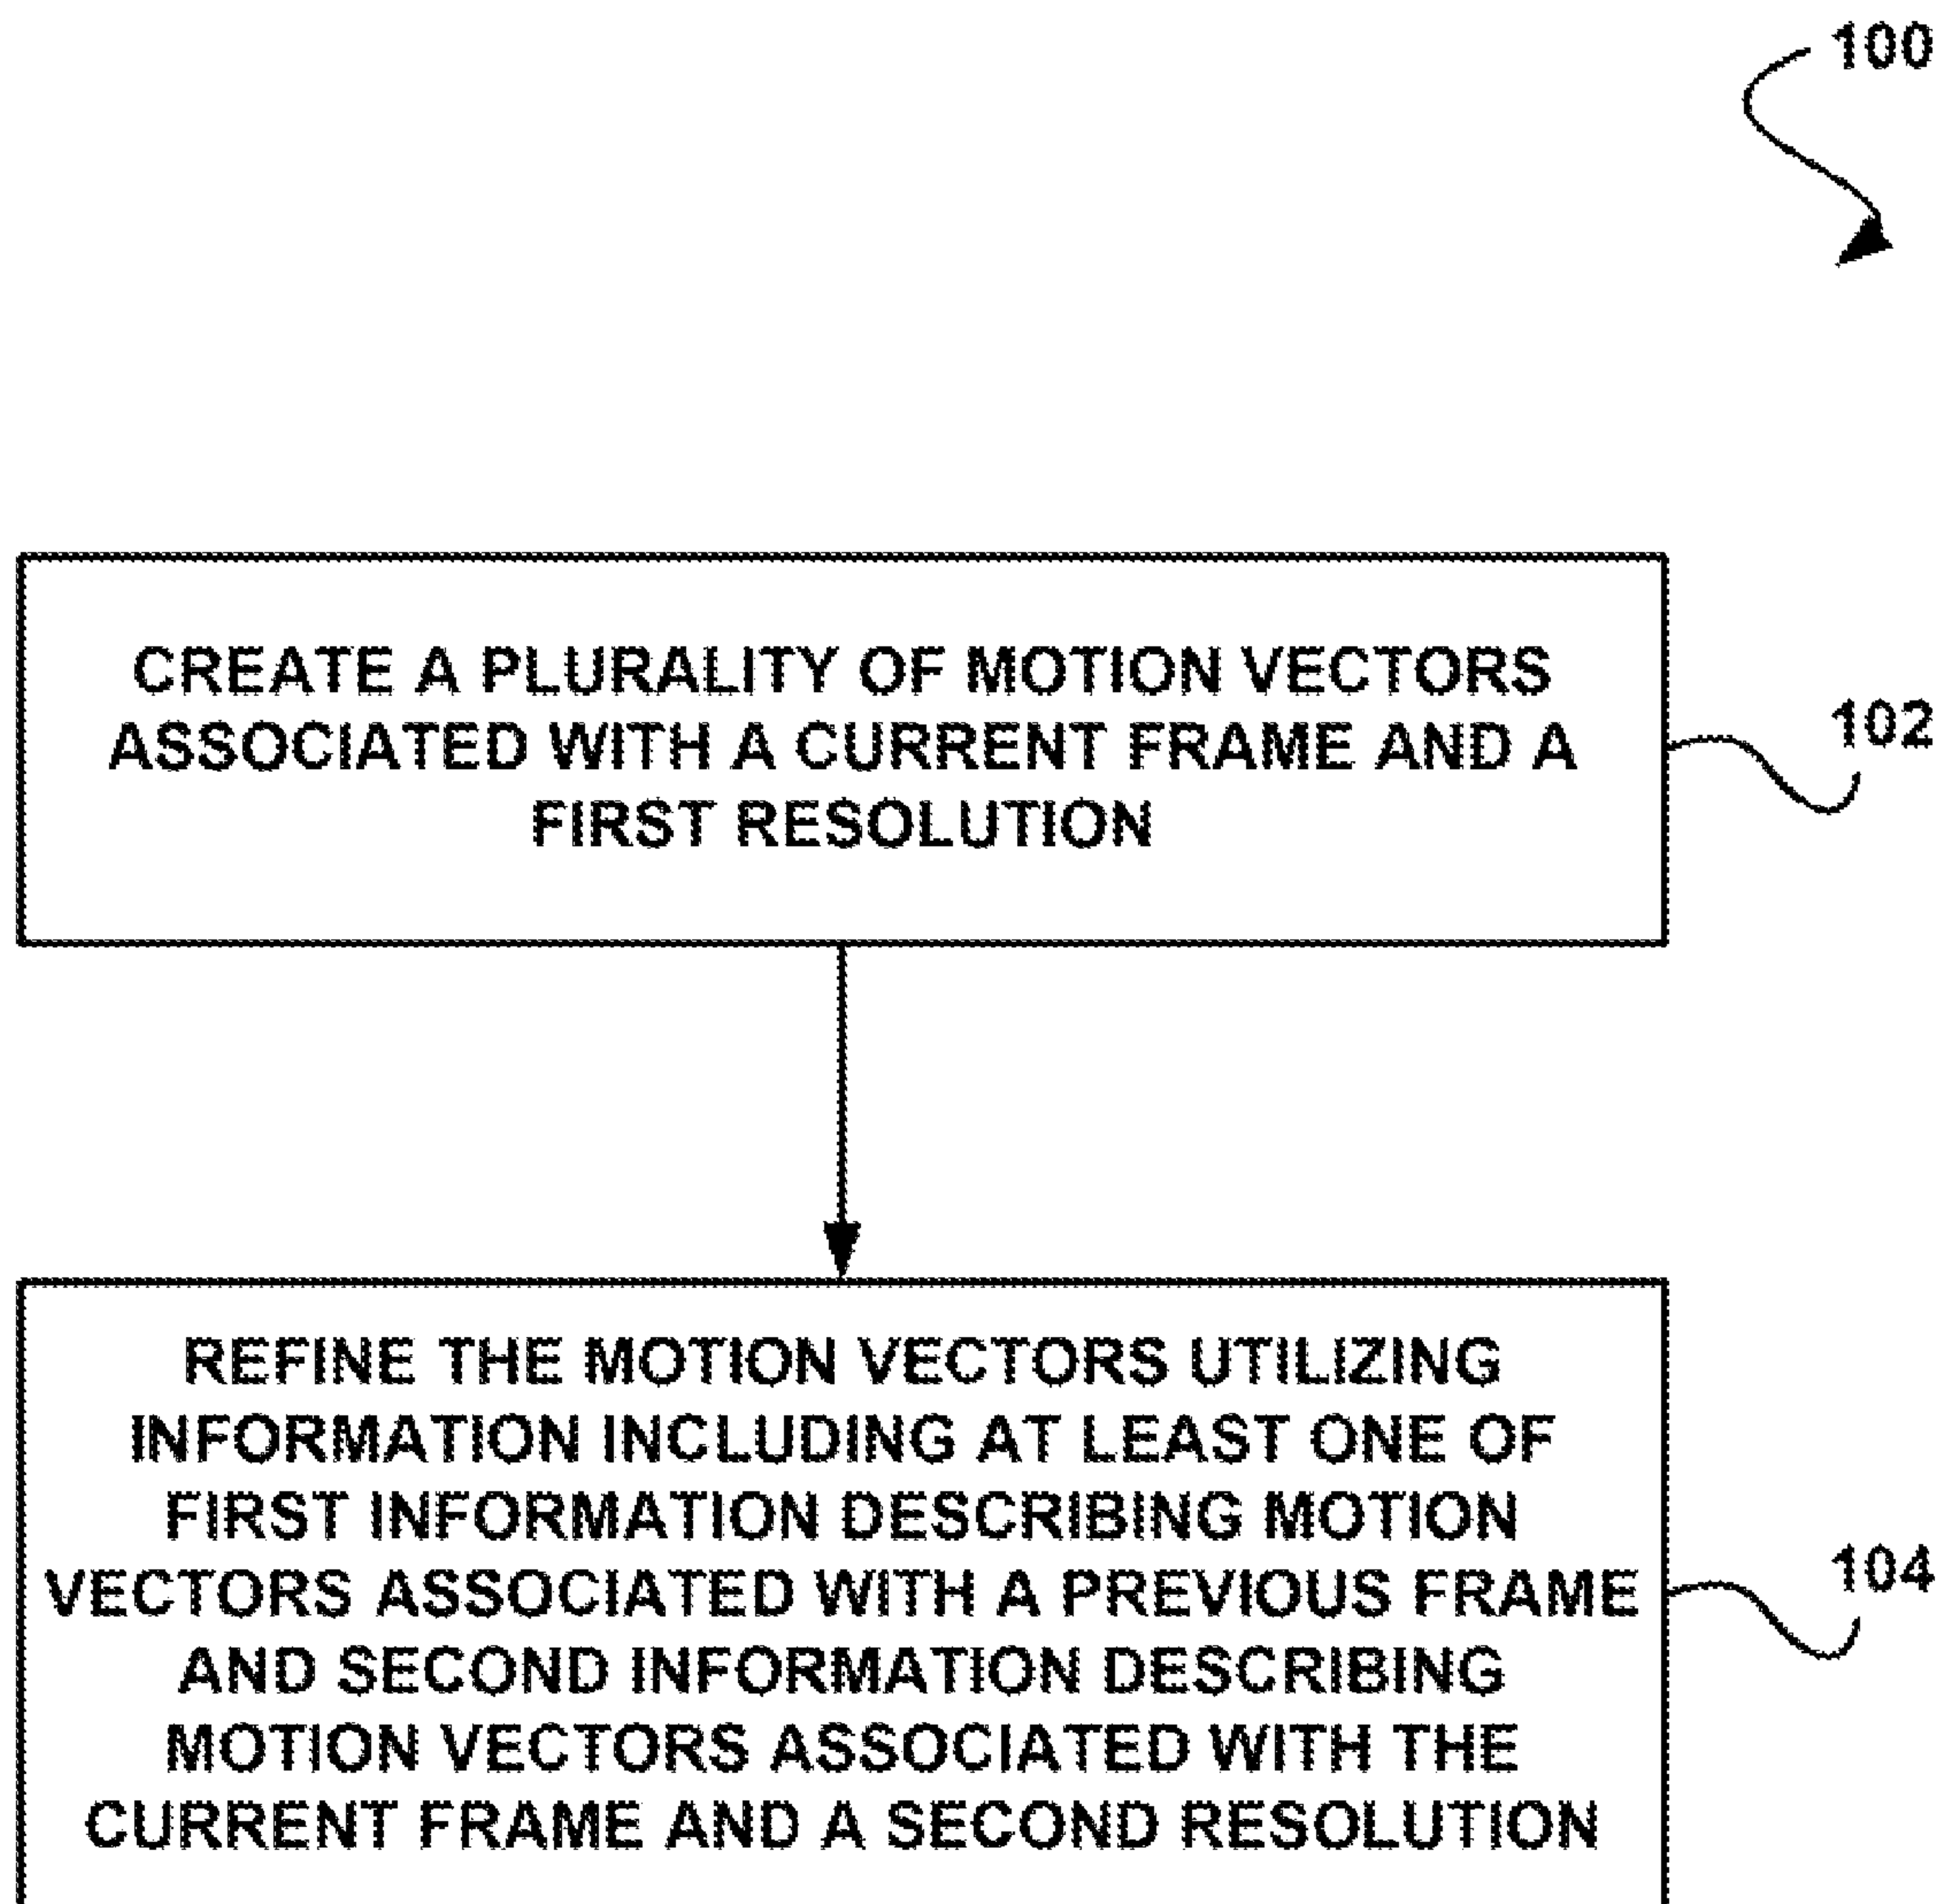 100
CREATE A PLURALITY OF MOTION VECTORS
ASSOCIATED WITH A CURRENT FRAME AND A
FIRST RESOLUTION
102
REFINE THE MOTION VECTORS UTILIZING
INFORMATION INCLUDING AT LEAST ONE OF
FIRST INFORMATION DESCRIBING MOTION
VECTORS ASSOCIATED WITH A PREVIOUS FRAME
AND SECOND INFORMATION DESCRIBING
MOTION VECTORS ASSOCIATED WITH THE
CURRENT FRAME AND A SECOND RESOLUTION
104